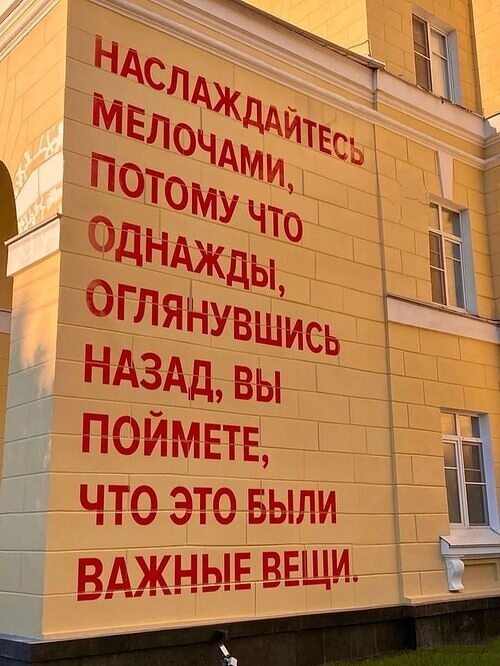 НАСЛАЖДАЙТЕСЬ
МЕЛОЧАМИ,
ПОТОМУ ЧТО
ОДНАЖДЫ,
ОГЛЯНУВШИСЬ
НАЗАД, ВЫ
ПОЙМЕТЕ,
ЧТО ЭТО БЫЛИ
ВАЖНЫЕ ВЕЩИ.